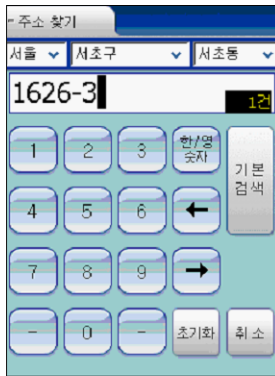 주소 찾기
서울 서초구 서초동
1626-3
1건
1 2 3 한/영
숫자
기본
검색
4 5 6 ←
7 8 9 →
- 0 - 초기화 취소